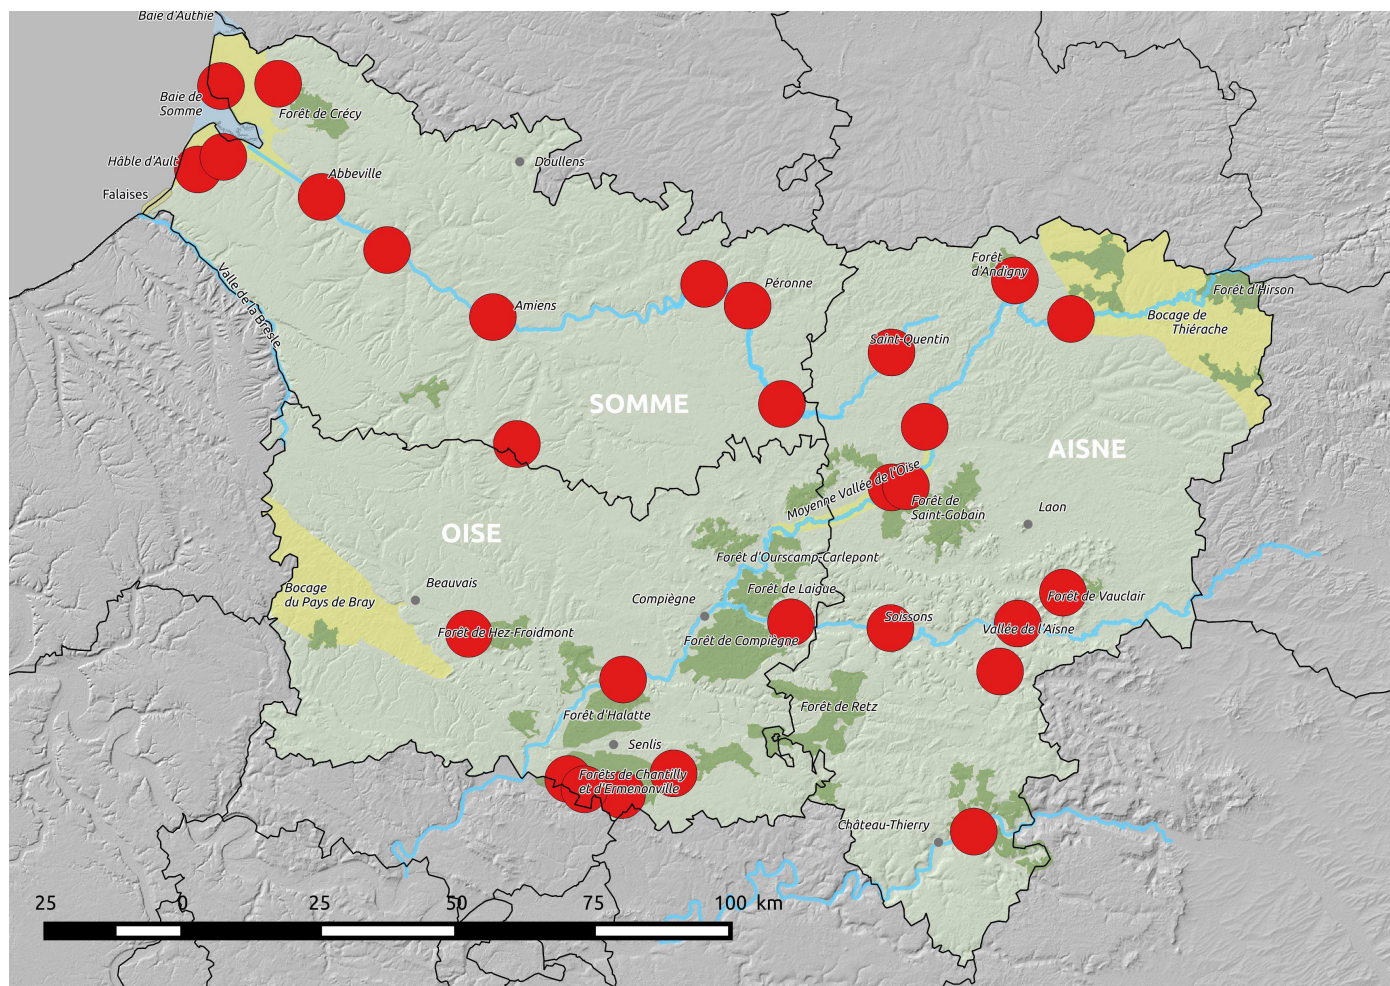 Baie d'Authie
Baie de
Somme
Forêt de Crécy
Hâble d'Ault
Doullens
Abbeville
Falaises
Valle de la Bresle
Forêt
d'Andigny
Péronne
Forêt d'Hirson
Amiens
Bocage de
Thiérache
Saint-Quentin
SOMME
AISNE
Moyenne Vallée de l'Oise
Forêt de
Saint-Gobain
Laon
OISE
Forêt d'Ourscamp-Carlepont
Beauvais
Bocage
du Pays de Bray
Forêt de Laigue
Compiègne
Forêt de Vauclair
Soissons
Forêt de Hez-Froidmont
Forêt de Compiègne
Vallée de l'Aisne
Forêt d'Halatte
Forêt de Retz
Senlis
Forêts de Chantilly
et d'Ermenonville
Château-Thierry
25 0 25 50 75 100 km